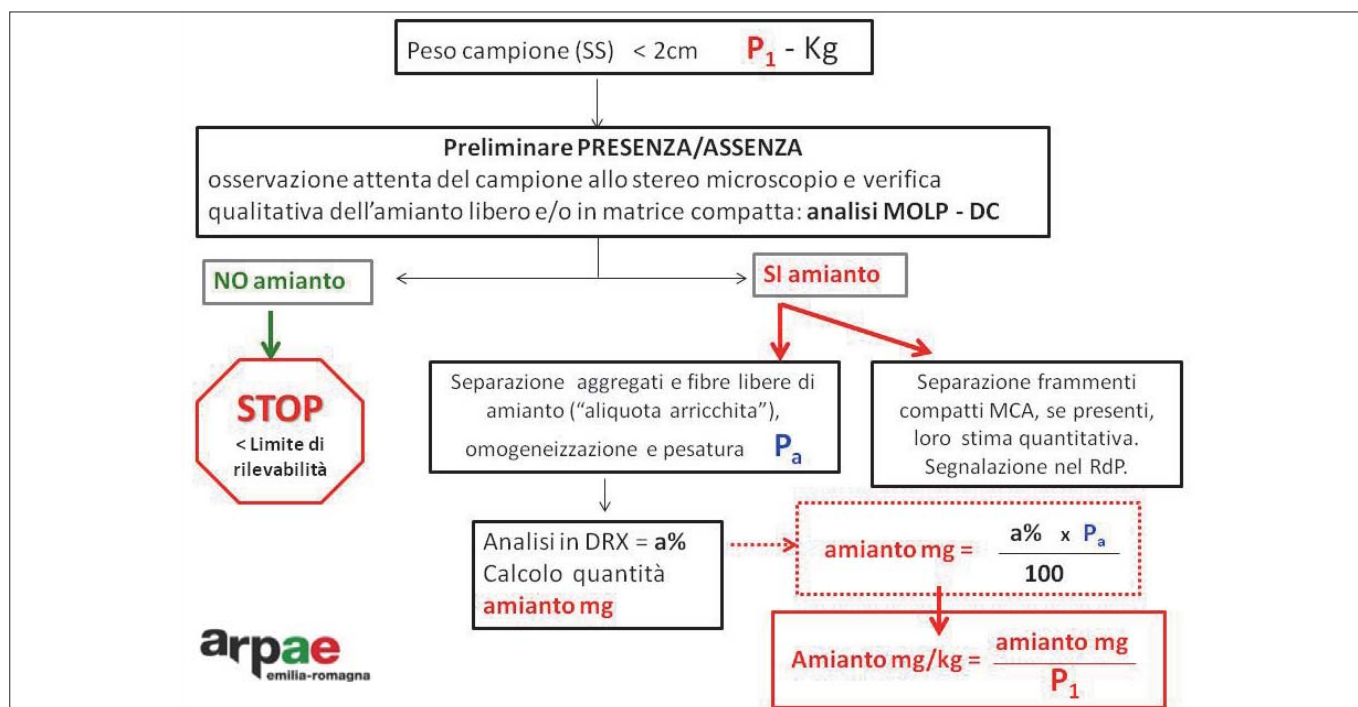 Peso campione (SS) < 2cm P1 - Kg
Preliminare PRESENZA/ASSENZA
osservazione attenta del campione allo stereo microscopio e verifica
qualitativa dell'amianto libero e/o in matrice compatta: analisi MOLP - DC
NO amianto
SI amianto
STOP
< Limite di
rilevabilità
Separazione aggregati e fibre libere di
amianto ("aliquota arricchita"),
omogeneizzazione e pesatura Pa
Separazione frammenti
compatti MCA, se presenti,
loro stima quantitativa.
Segnalazione nel RdP.
Analisi in DRX = a%
Calcolo quantità
amianto mg
amianto mg = a% x Pa
100
Amianto mg/kg = amianto mg
P1
arpae
emilia-romagna